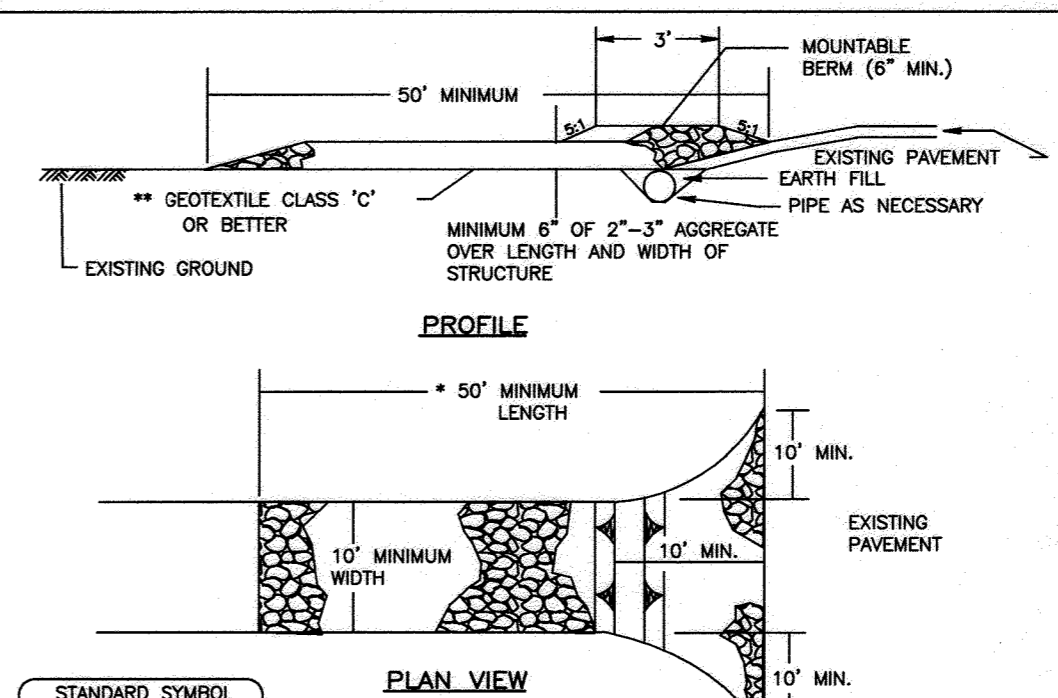 3'
MOUNTABLE
BERM (6" MIN.)
50' MINIMUM
5:1
5:1
EXISTING PAVEMENT
EARTH FILL
** GEOTEXTILE CLASS 'C'
OR BETTER
PIPE AS NECESSARY
MINIMUM 6" OF 2"-3" AGGREGATE
OVER LENGTH AND WIDTH OF
STRUCTURE
EXISTING GROUND
PROFILE
* 50' MINIMUM
LENGTH
10' MIN.
EXISTING
PAVEMENT
10' MINIMUM
WIDTH
10' MIN.
PLAN VIEW
10' MIN.
STANDARD SYMBOL